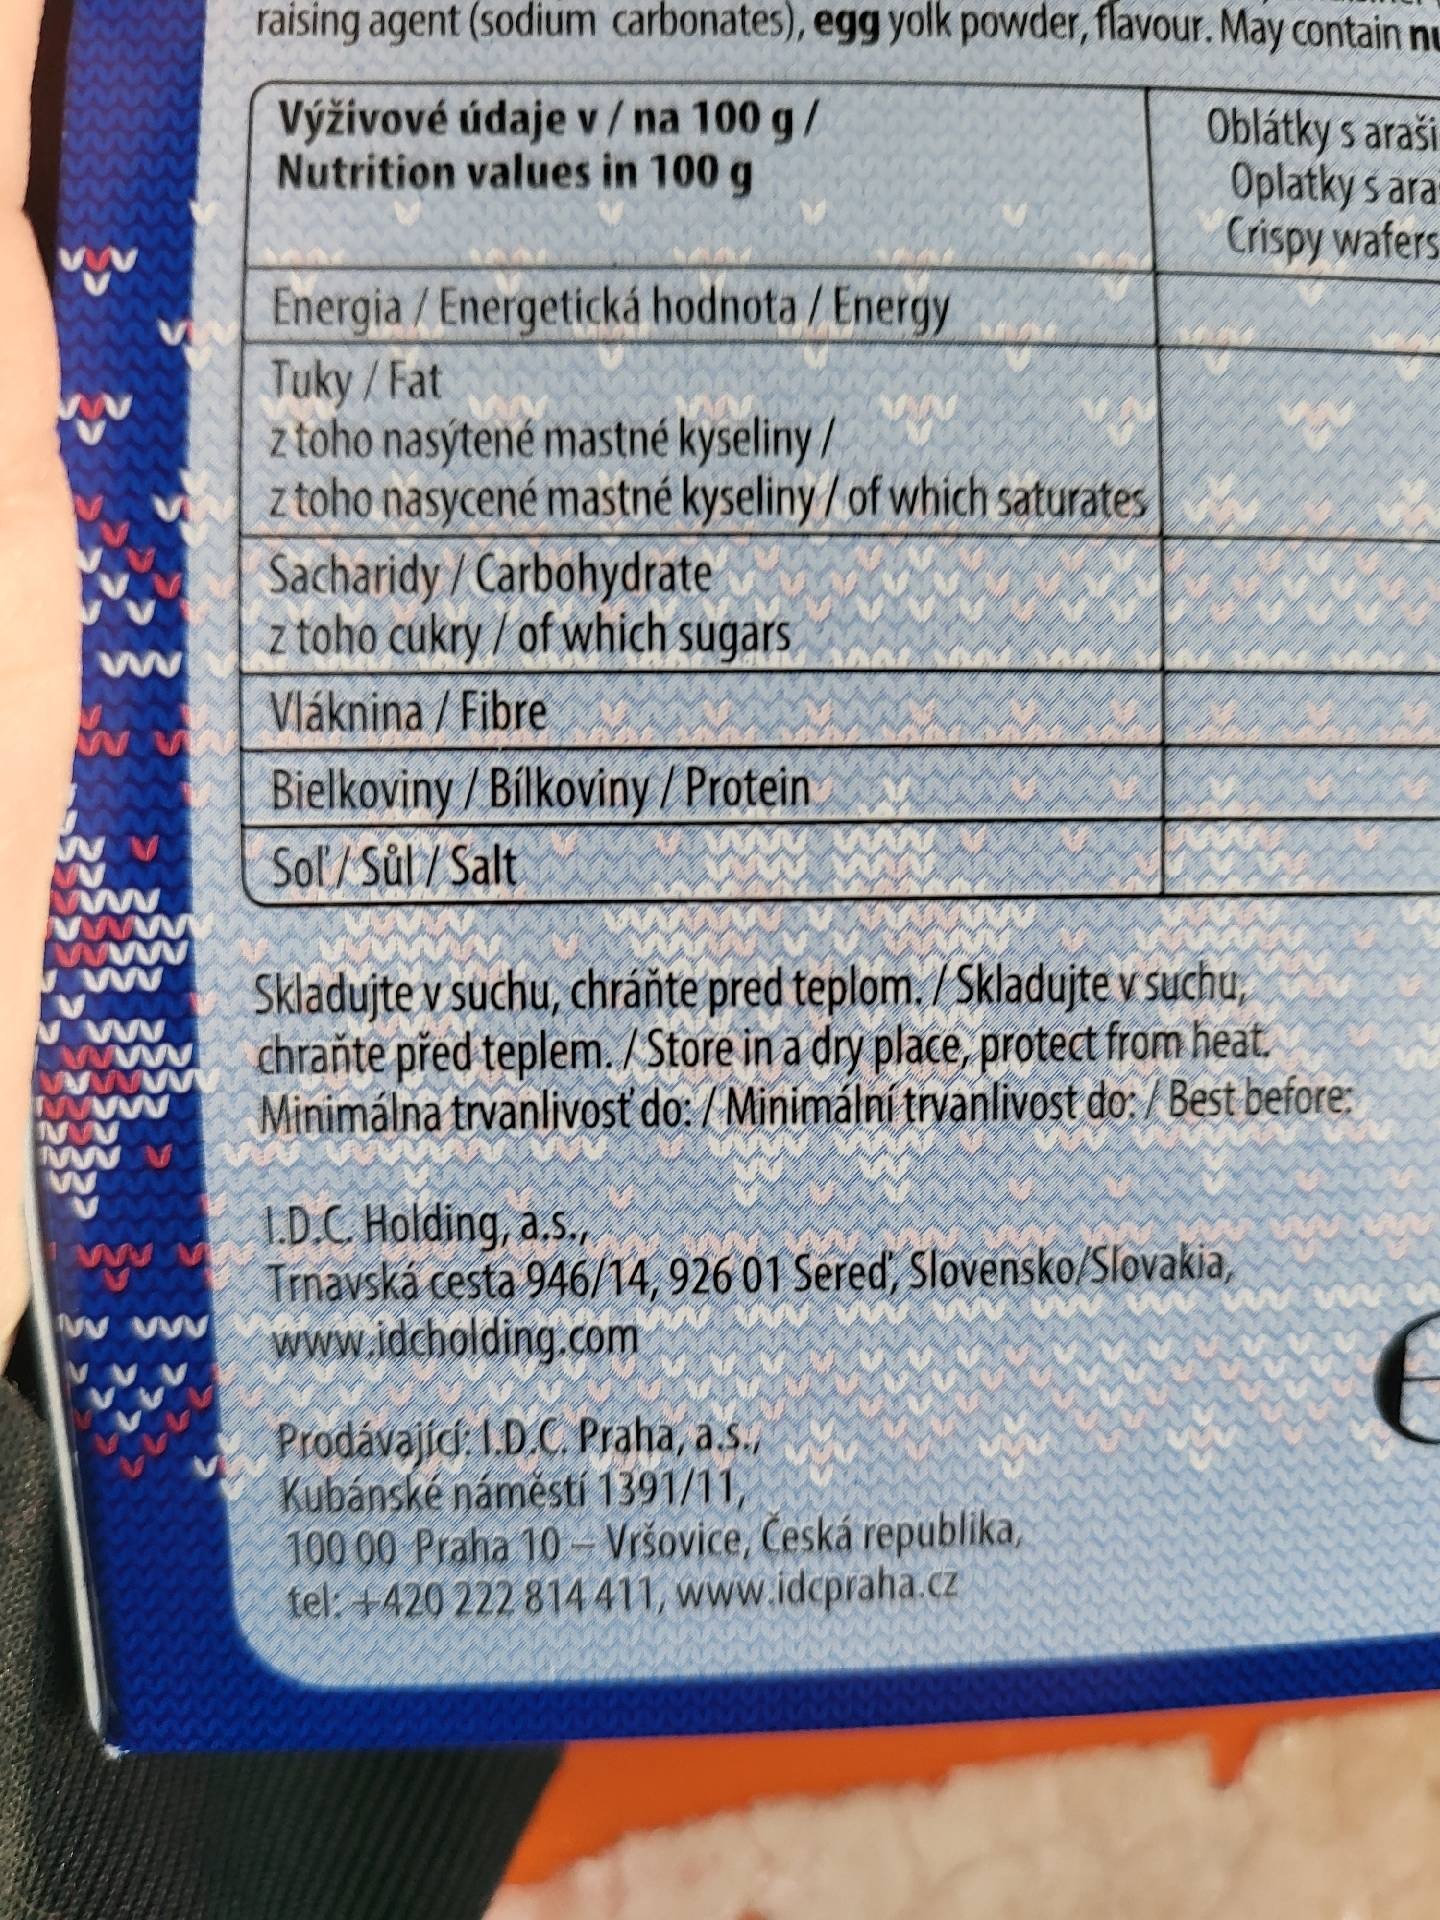 raising agent (sodium carbonates), egg yolk powder, flavour. May contain
Výživové údaje v / na 100 g /
Nutrition values in 100 g
Oblátky s
Oplatky s
Crispy wafers
Energia / Energetická hodnota / Energy
Tuky / Fat
z toho nasýtené mastné kyseliny /
z toho nasycené mastné kyseliny / of which saturates
Sacharidy / Carbohydrate
z toho cukry / of which sugars
Vláknina / Fibre
Bielkoviny / Bílkoviny / Protein
Soľ / Sůl / Salt
Skladujte v suchu, chráňte pred teplom. / Skladujte v suchu,
chraňte před teplem. / Store in a dry place, protect from heat.
Minimálna trvanlivosť do: / Minimální trvanlivost do: / Best before:
I.D.C. Holding, a.s.,
Trnavská cesta 946/14, 926 01 Sereď, Slovensko/Slovakia,
www.idcholding.com
Prodávající: I.D.C. Praha, a.s.,
Kubánské náměstí 1391/11,
100 00 Praha 10 – Vršovice, Česká republika,
tel: +420 222 814 411, www.idcpraha.cz